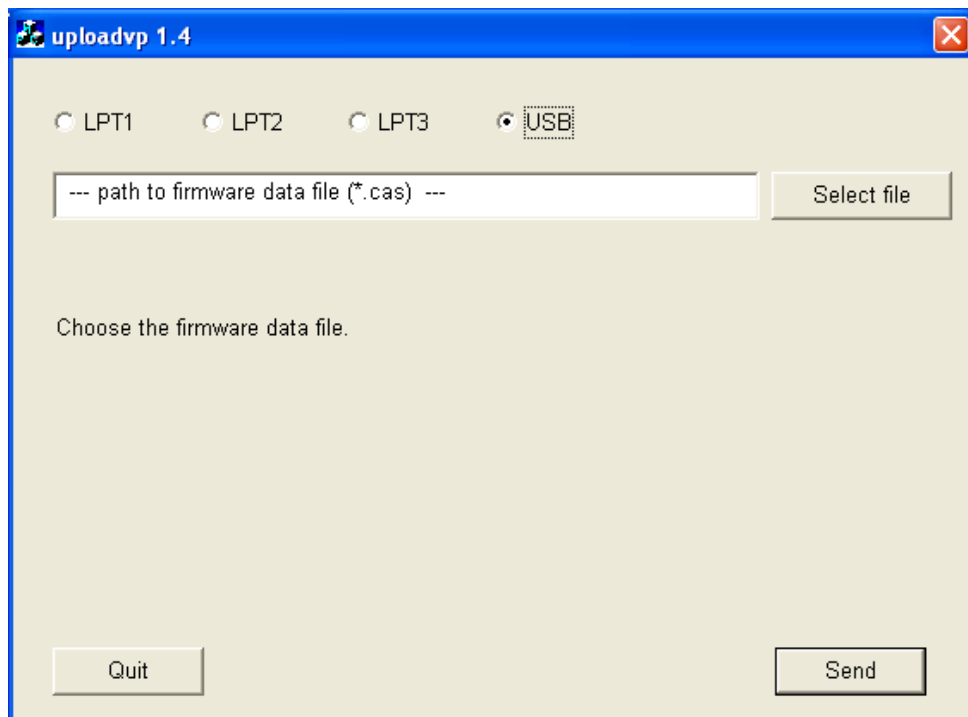 uploadvp 1.4
LPT1 LPT2 LPT3 USB
--- path to firmware data file (*.cas) --- Select file
Choose the firmware data file.
Quit Send